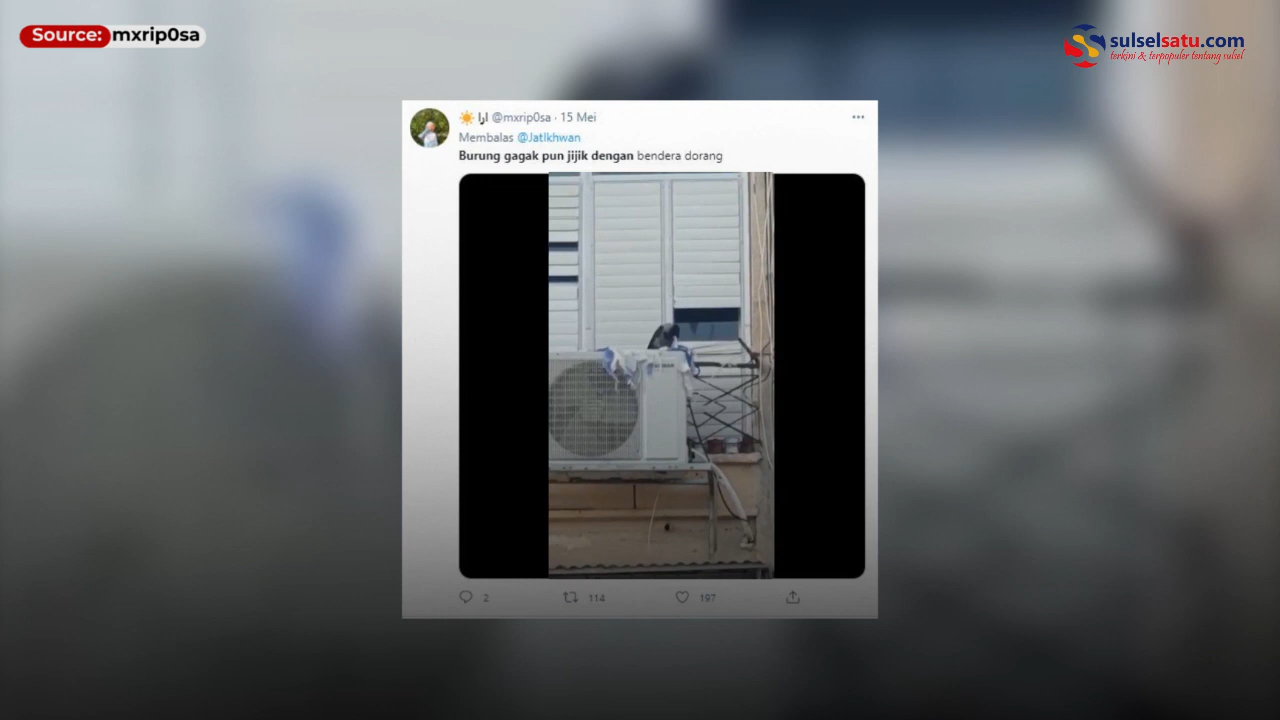 Source: mxrip0sa
sulselsatu.com
terkini & terpopuler tentang sulsel
ارا @mxrip0sa · 15 Mei
Membalas @JatIkhwan
Burung gagak pun jijik dengan bendera dorang
2 114 197